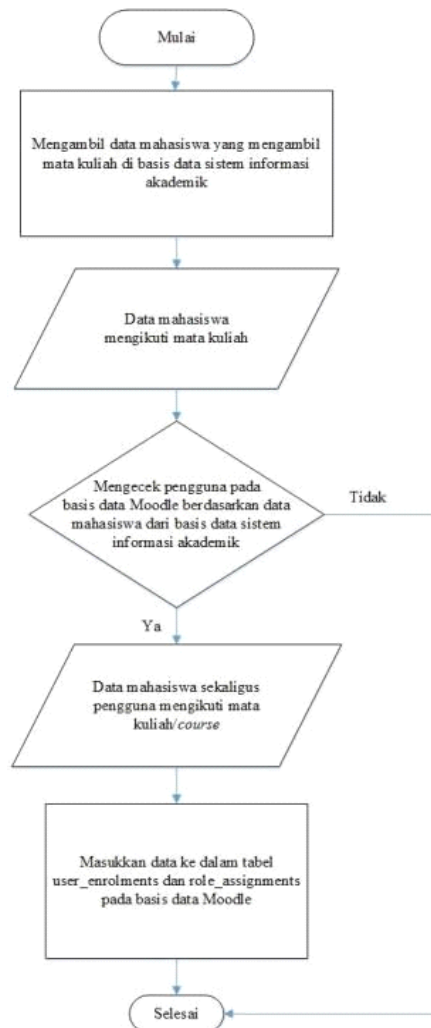 Mulai
Mengambil data mahasiswa yang mengambil
mata kuliah di basis data sistem informasi
akademik
Data mahasiswa
mengikuti mata kuliah
Mengecek pengguna pada
basis data Moodle berdasarkan data
mahasiswa dari basis data sistem
informasi akademik
Tidak
Ya
Data mahasiswa sekaligus
pengguna mengikuti mata
kuliah/course
Masukkan data ke dalam tabel
user_enrolments dan role_assignments
pada basis data Moodle
Selesai